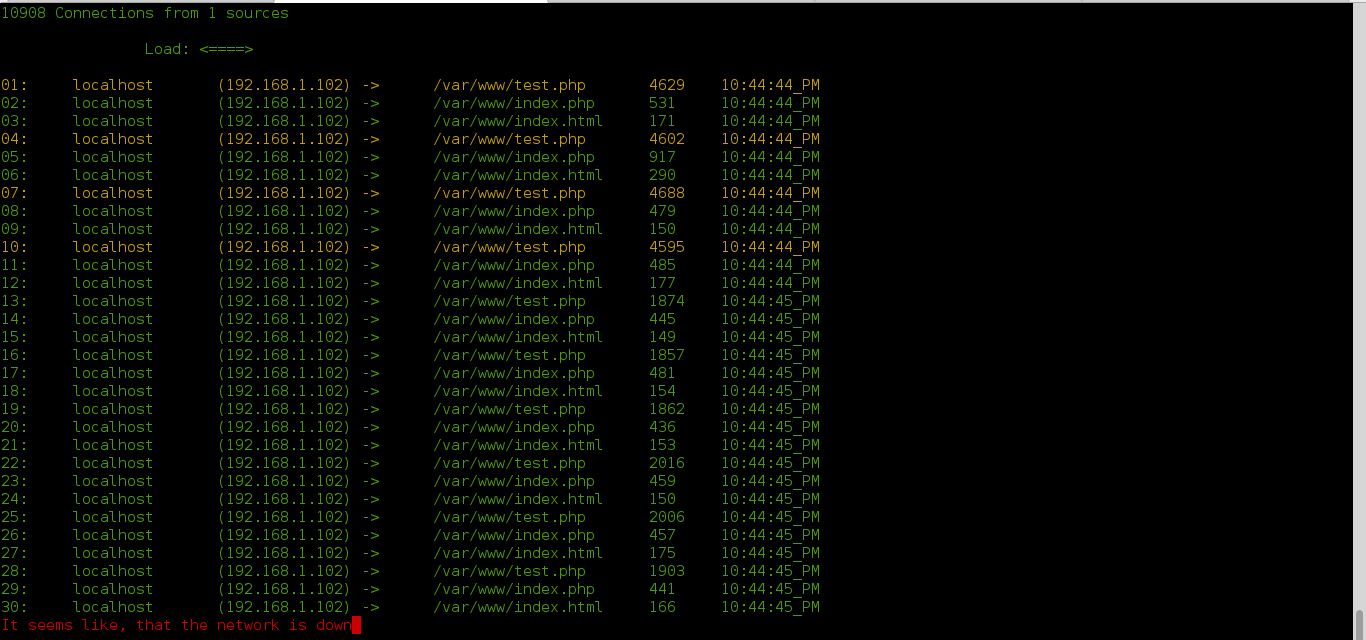 10908 Connections from 1 sources
Load: <====>
01: localhost (192.168.1.102) -> /var/www/test.php 4629 10:44:44_PM
02: localhost (192.168.1.102) -> /var/www/index.php 531 10:44:44_PM
03: localhost (192.168.1.102) -> /var/www/index.html 171 10:44:44_PM
04: localhost (192.168.1.102) -> /var/www/test.php 4602 10:44:44_PM
05: localhost (192.168.1.102) -> /var/www/index.php 917 10:44:44_PM
06: localhost (192.168.1.102) -> /var/www/index.html 290 10:44:44_PM
07: localhost (192.168.1.102) -> /var/www/test.php 4688 10:44:44_PM
08: localhost (192.168.1.102) -> /var/www/index.php 479 10:44:44_PM
09: localhost (192.168.1.102) -> /var/www/index.html 150 10:44:44_PM
10: localhost (192.168.1.102) -> /var/www/test.php 4595 10:44:44_PM
11: localhost (192.168.1.102) -> /var/www/index.php 485 10:44:44_PM
12: localhost (192.168.1.102) -> /var/www/index.html 177 10:44:44_PM
13: localhost (192.168.1.102) -> /var/www/test.php 1874 10:44:45_PM
14: localhost (192.168.1.102) -> /var/www/index.php 445 10:44:45_PM
15: localhost (192.168.1.102) -> /var/www/index.html 149 10:44:45_PM
16: localhost (192.168.1.102) -> /var/www/test.php 1857 10:44:45_PM
17: localhost (192.168.1.102) -> /var/www/index.php 481 10:44:45_PM
18: localhost (192.168.1.102) -> /var/www/index.html 154 10:44:45_PM
19: localhost (192.168.1.102) -> /var/www/test.php 1862 10:44:45_PM
20: localhost (192.168.1.102) -> /var/www/index.php 436 10:44:45_PM
21: localhost (192.168.1.102) -> /var/www/index.html 153 10:44:45_PM
22: localhost (192.168.1.102) -> /var/www/test.php 2016 10:44:45_PM
23: localhost (192.168.1.102) -> /var/www/index.php 459 10:44:45_PM
24: localhost (192.168.1.102) -> /var/www/index.html 150 10:44:45_PM
25: localhost (192.168.1.102) -> /var/www/test.php 2006 10:44:45_PM
26: localhost (192.168.1.102) -> /var/www/index.php 457 10:44:45_PM
27: localhost (192.168.1.102) -> /var/www/index.html 175 10:44:45_PM
28: localhost (192.168.1.102) -> /var/www/test.php 1903 10:44:45_PM
29: localhost (192.168.1.102) -> /var/www/index.php 441 10:44:45_PM
30: localhost (192.168.1.102) -> /var/www/index.html 166 10:44:45_PM
It seems like, that the network is down